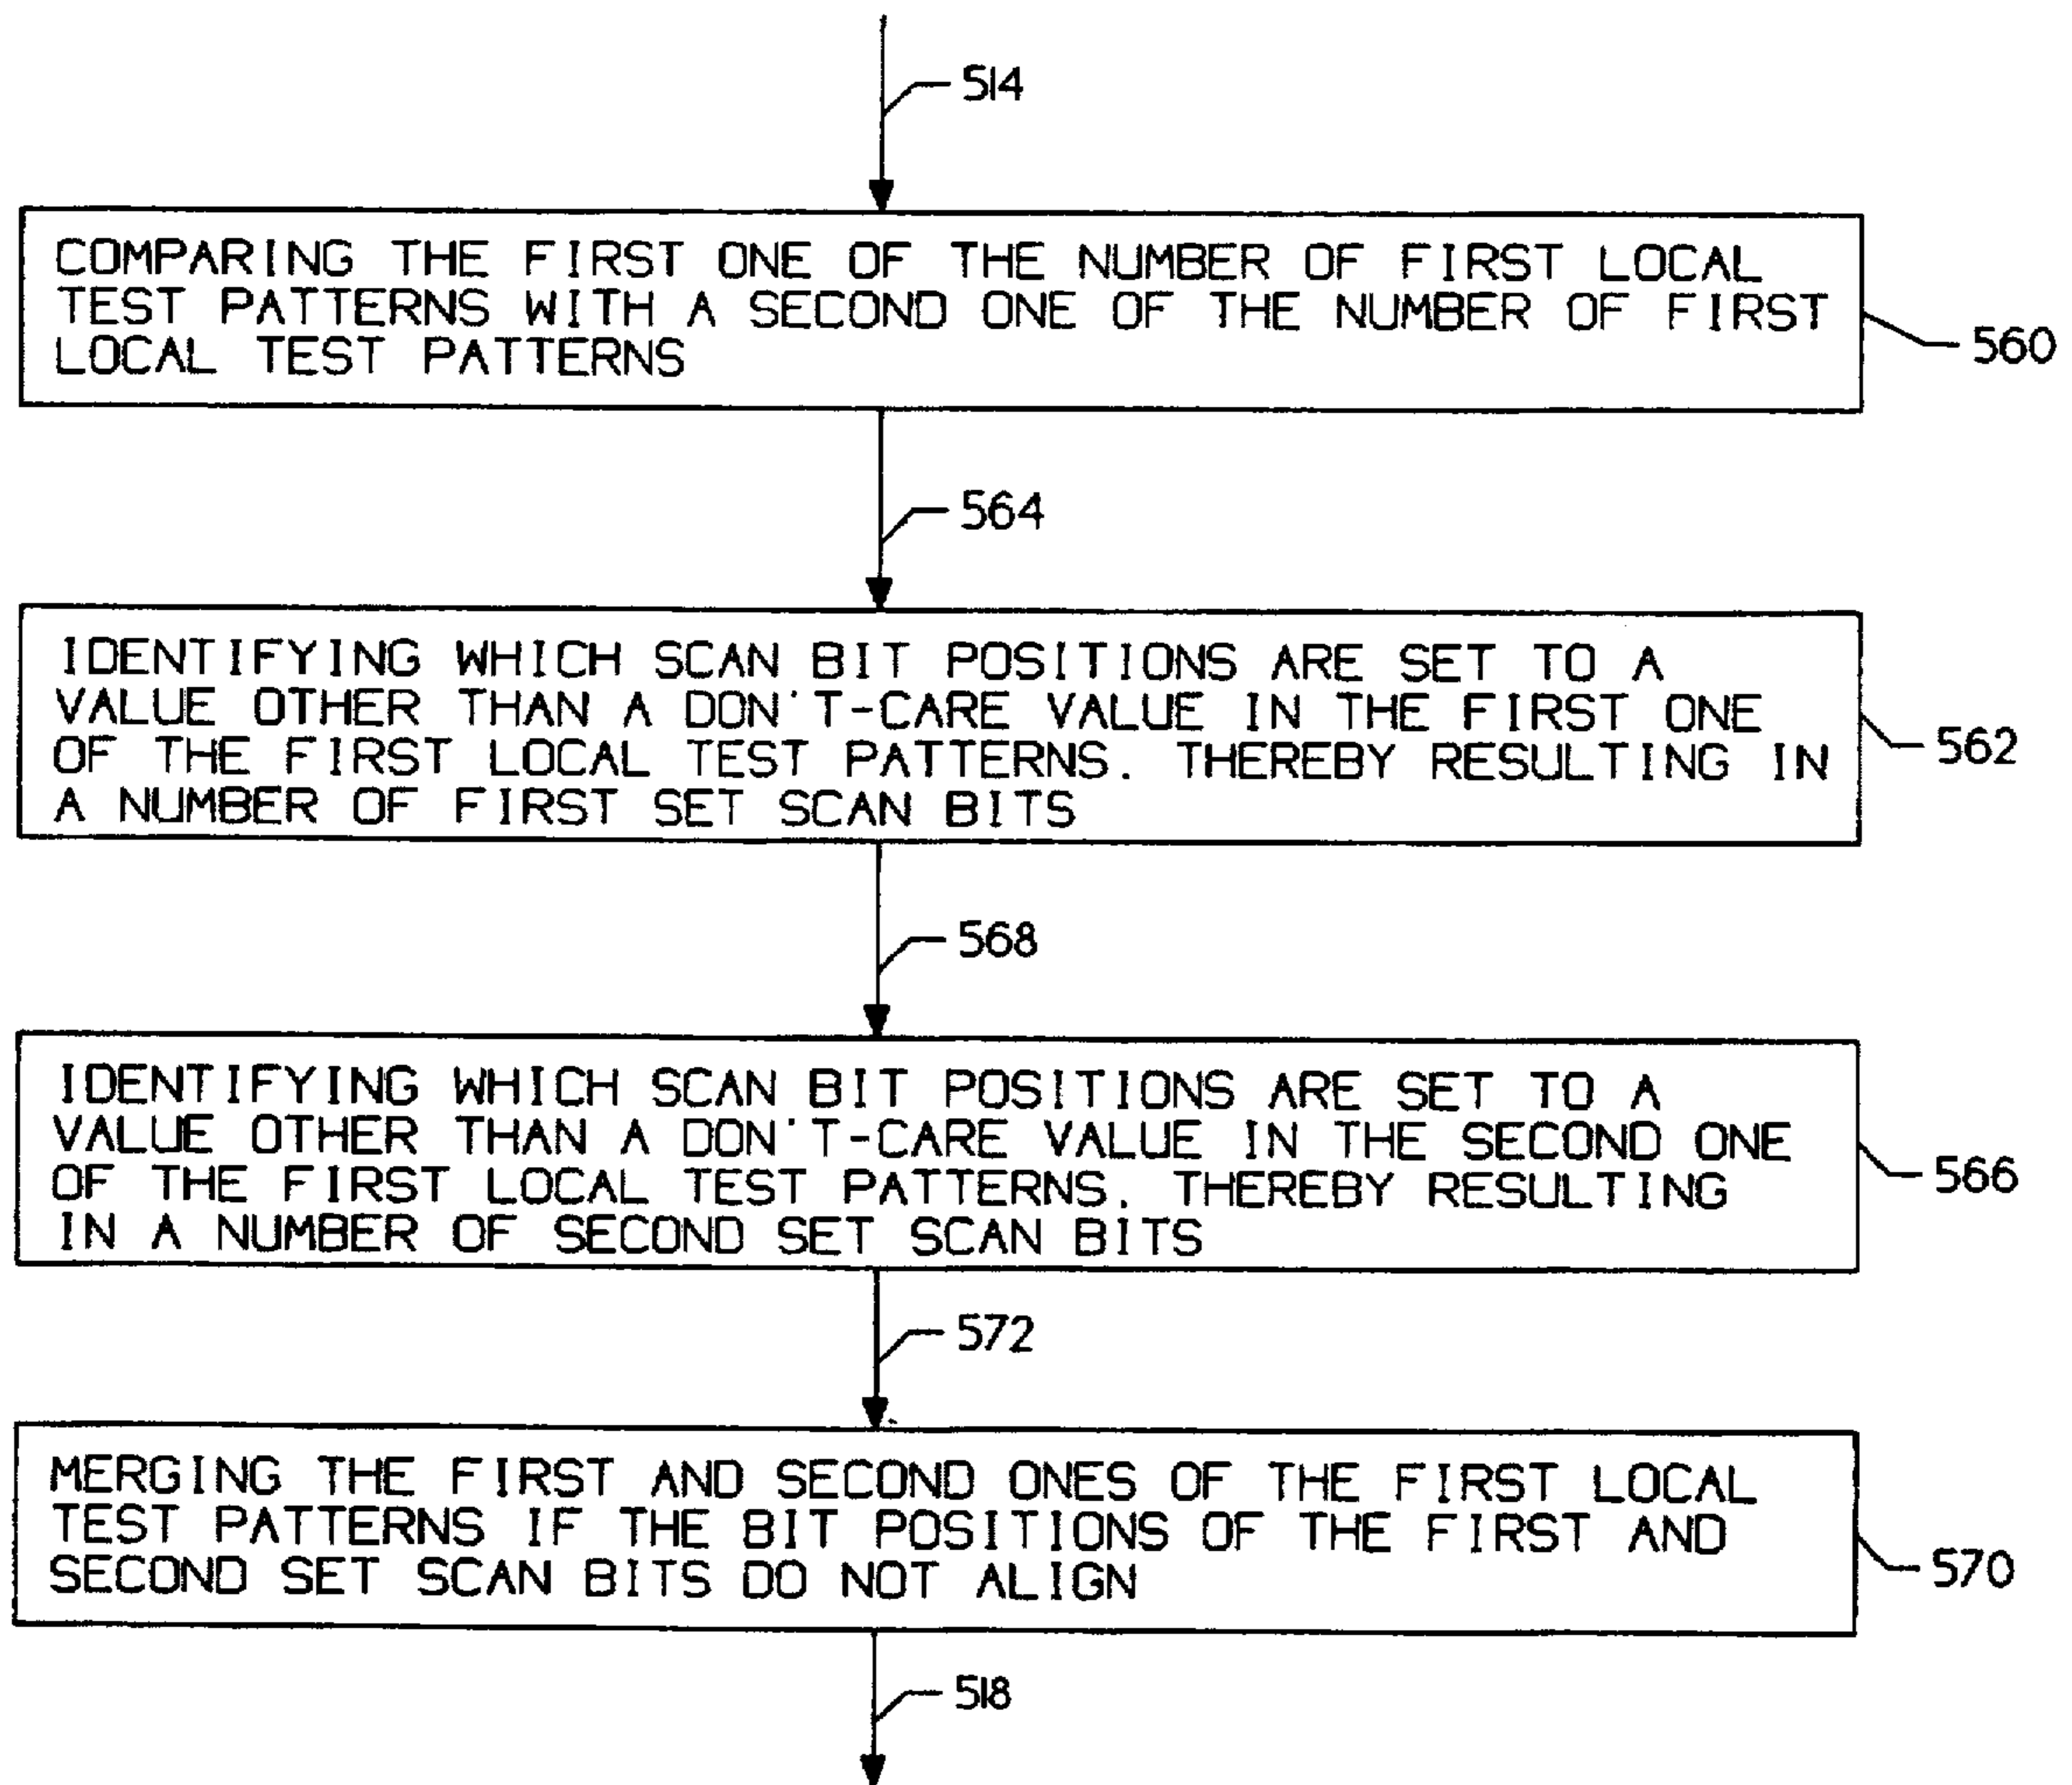 514
COMPARING THE FIRST ONE OF THE NUMBER OF FIRST LOCAL
TEST PATTERNS WITH A SECOND ONE OF THE NUMBER OF FIRST
LOCAL TEST PATTERNS
560
564
IDENTIFYING WHICH SCAN BIT POSITIONS ARE SET TO A
VALUE OTHER THAN A DON'T-CARE VALUE IN THE FIRST ONE
OF THE FIRST LOCAL TEST PATTERNS. THEREBY RESULTING IN
A NUMBER OF FIRST SET SCAN BITS
562
568
IDENTIFYING WHICH SCAN BIT POSITIONS ARE SET TO A
VALUE OTHER THAN A DON'T-CARE VALUE IN THE SECOND ONE
OF THE FIRST LOCAL TEST PATTERNS. THEREBY RESULTING
IN A NUMBER OF SECOND SET SCAN BITS
566
572
MERGING THE FIRST AND SECOND ONES OF THE FIRST LOCAL
TEST PATTERNS IF THE BIT POSITIONS OF THE FIRST AND
SECOND SET SCAN BITS DO NOT ALIGN
570
518